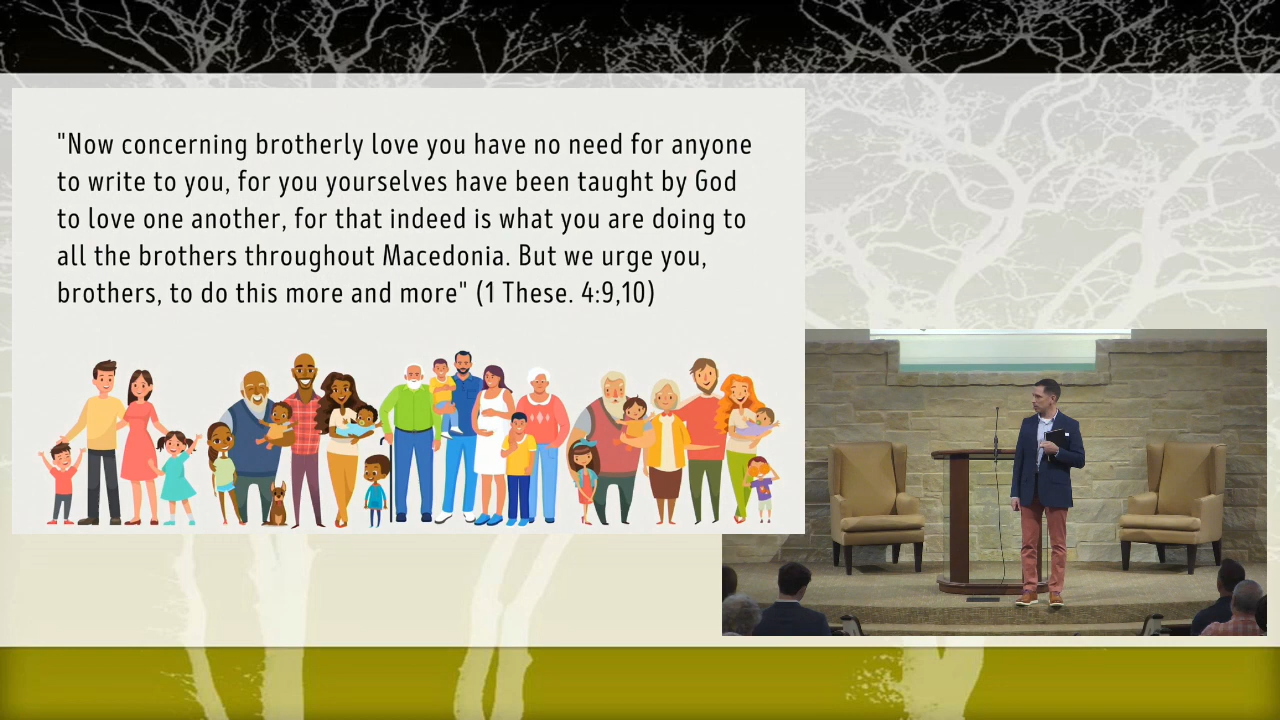 "Now concerning brotherly love you have no need for anyone
to write to you, for you yourselves have been taught by God
to love one another, for that indeed is what you are doing to
all the brothers throughout Macedonia. But we urge you,
brothers, to do this more and more" (1 These. 4:9,10)